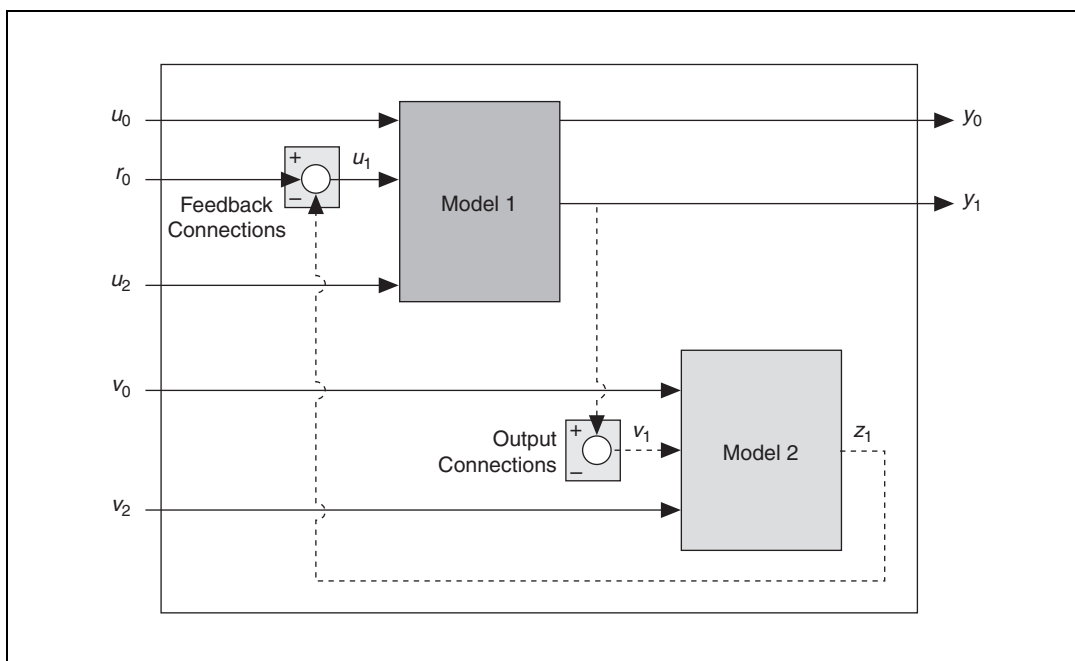 u0
y0
+
u1
r0
−
Model 1
y1
Feedback
Connections
u2
v0
+
v1
z1
Output
Connections
Model 2
−
v2